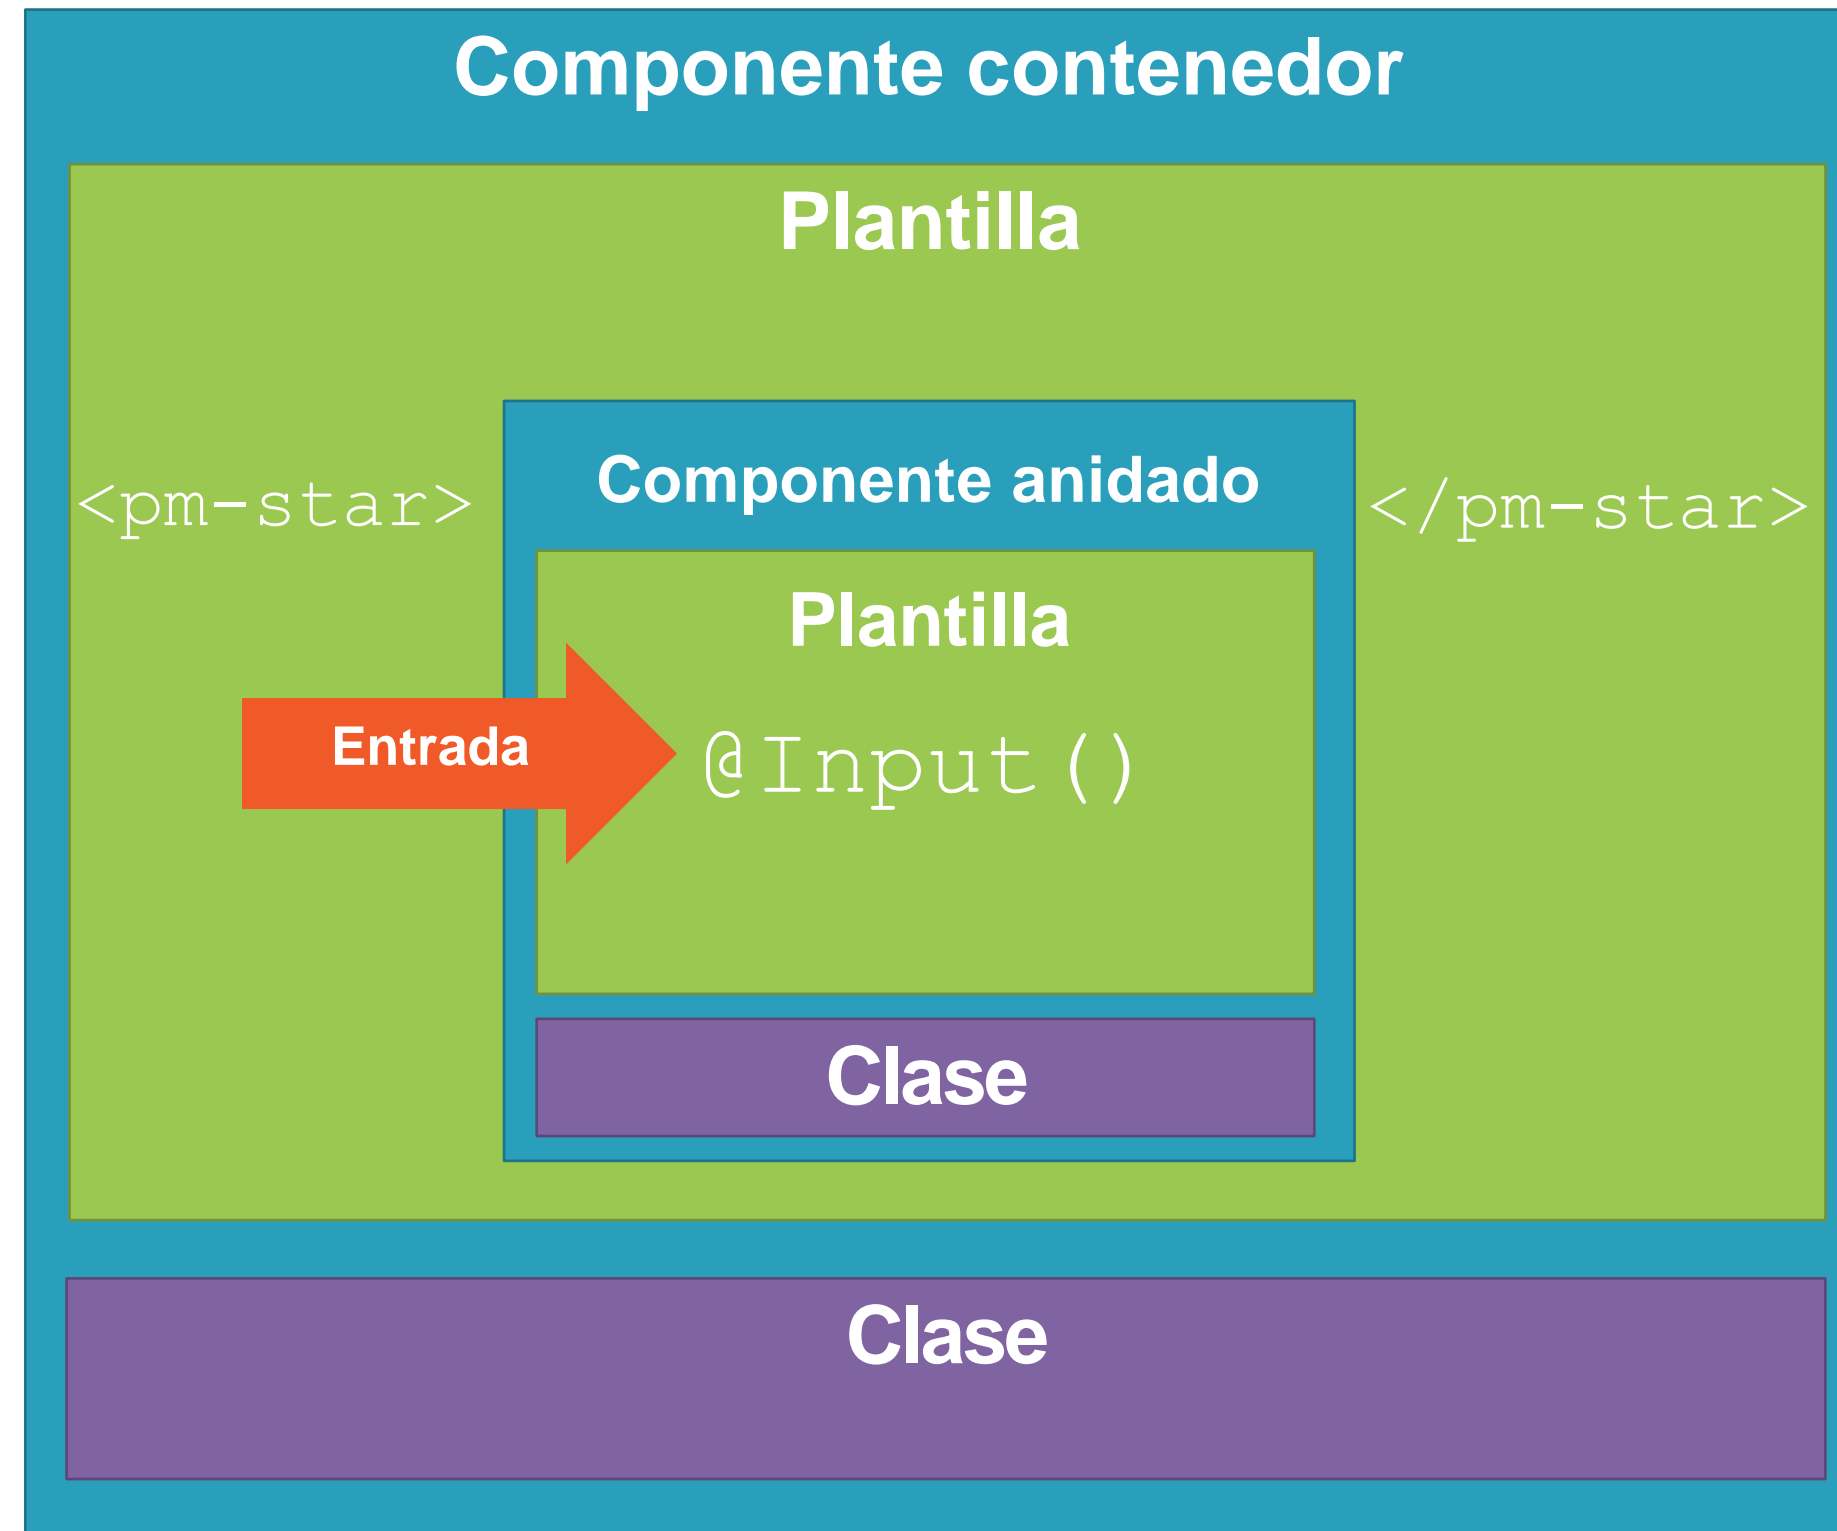 Componente contenedor
Plantilla
<pm-star>
Componente anidado
</pm-star>
Plantilla
Entrada
@Input()
Clase
Clase